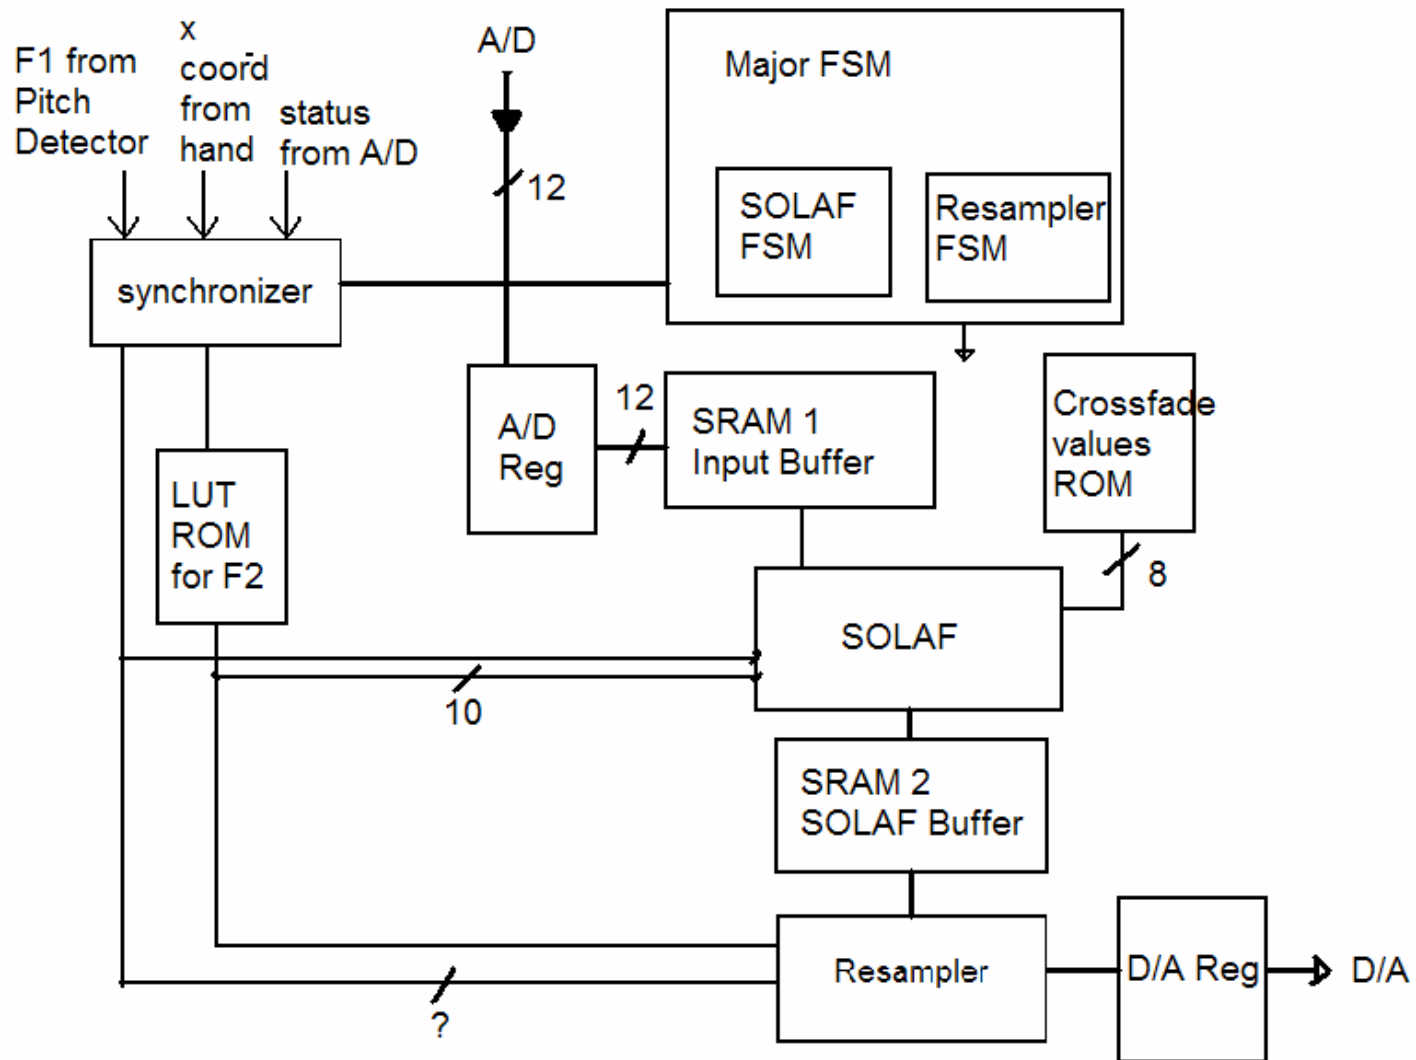 F1 from
Pitch
Detector
x
coord
from
hand
status
from A/D
A/D
12
Major FSM
SOLAF
FSM
Resampler
FSM
synchronizer
LUT
ROM
for F2
A/D
Reg
12
SRAM 1
Input Buffer
Crossfade
values
ROM
8
SOLAF
10
SRAM 2
SOLAF Buffer
Resampler
?
D/A Reg
D/A